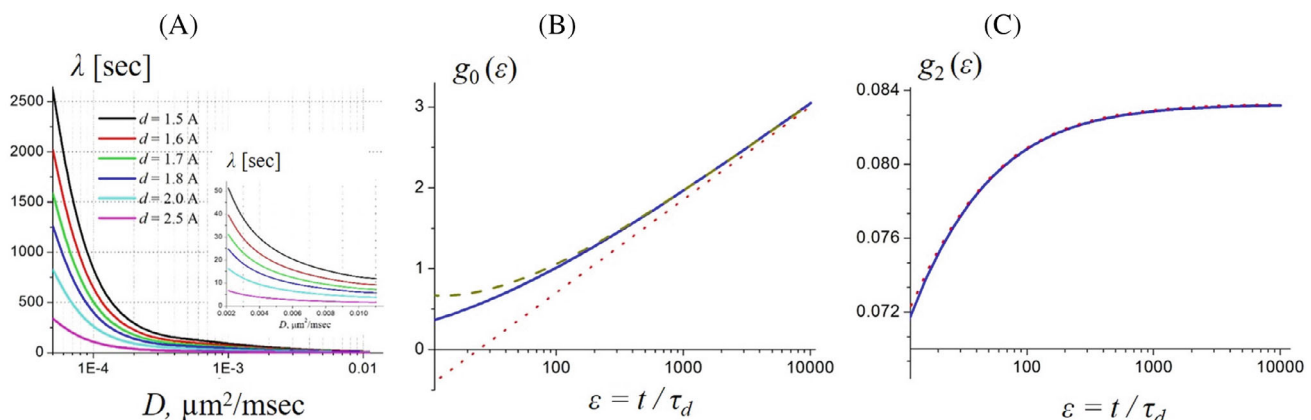 (A)
λ [sec]
2500
2000
1500
1000
500
0
d = 1.5 A
d = 1.6 A
d = 1.7 A
d = 1.8 A
d = 2.0 A
d = 2.5 A
λ [sec]
50
40
30
20
10
0
0.002 0.004 0.006 0.008 0.010
D, μm²/msec
1E-4 1E-3 0.01
D, μm²/msec
(B)
g₀(ε)
3
2
1
0
100 1000 10000
ε = t / τ_d
(C)
g₂(ε)
0.084
0.080
0.076
0.072
100 1000 10000
ε = t / τ_d